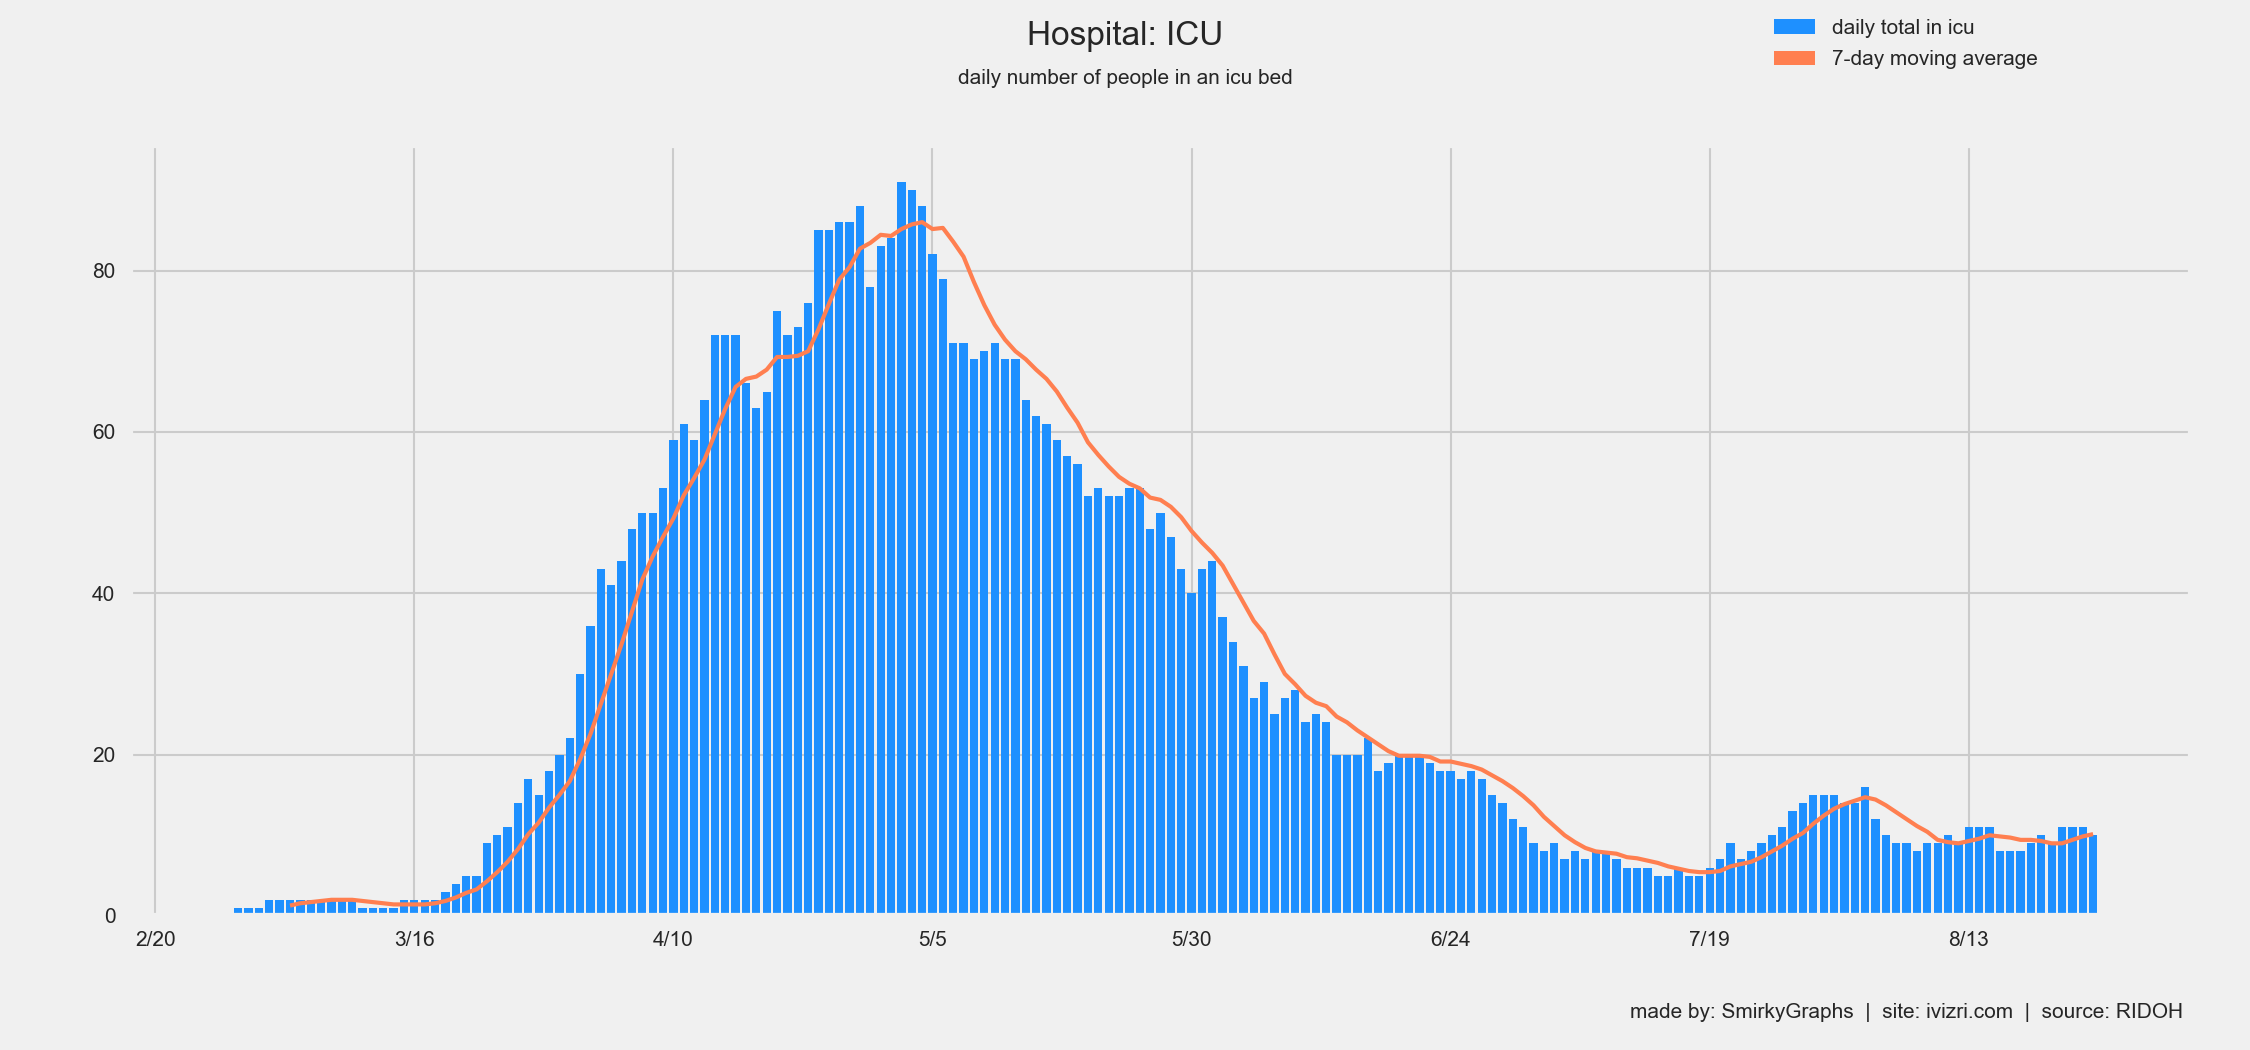 Hospital: ICU
daily number of people in an icu bed
daily total in icu
7-day moving average
80
60
40
20
0
2/20 3/16 4/10 5/5 5/30 6/24 7/19 8/13
made by: SmirkyGraphs | site: ivizri.com | source: RIDOH